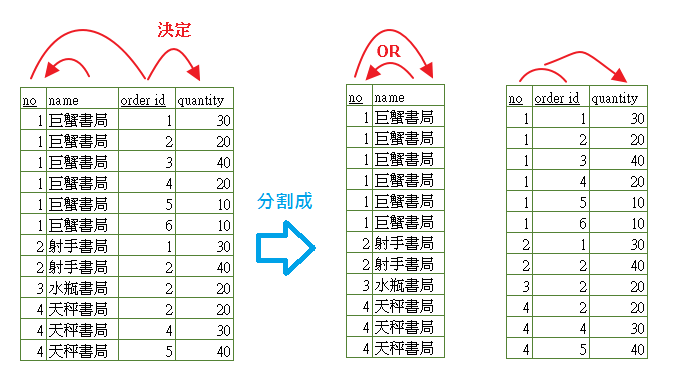 決定
no name order id quantity
1 巨蟹書局 1 30
1 巨蟹書局 2 20
1 巨蟹書局 3 40
1 巨蟹書局 4 20
1 巨蟹書局 5 10
1 巨蟹書局 6 10
2 射手書局 1 30
2 射手書局 2 40
3 水瓶書局 2 20
4 天秤書局 2 20
4 天秤書局 4 30
4 天秤書局 5 40
分割成
OR
no name
1 巨蟹書局
1 巨蟹書局
1 巨蟹書局
1 巨蟹書局
1 巨蟹書局
1 巨蟹書局
2 射手書局
2 射手書局
3 水瓶書局
4 天秤書局
4 天秤書局
4 天秤書局
no order id quantity
1 1 30
1 2 20
1 3 40
1 4 20
1 5 10
1 6 10
2 1 30
2 2 40
3 2 20
4 2 20
4 4 30
4 5 40